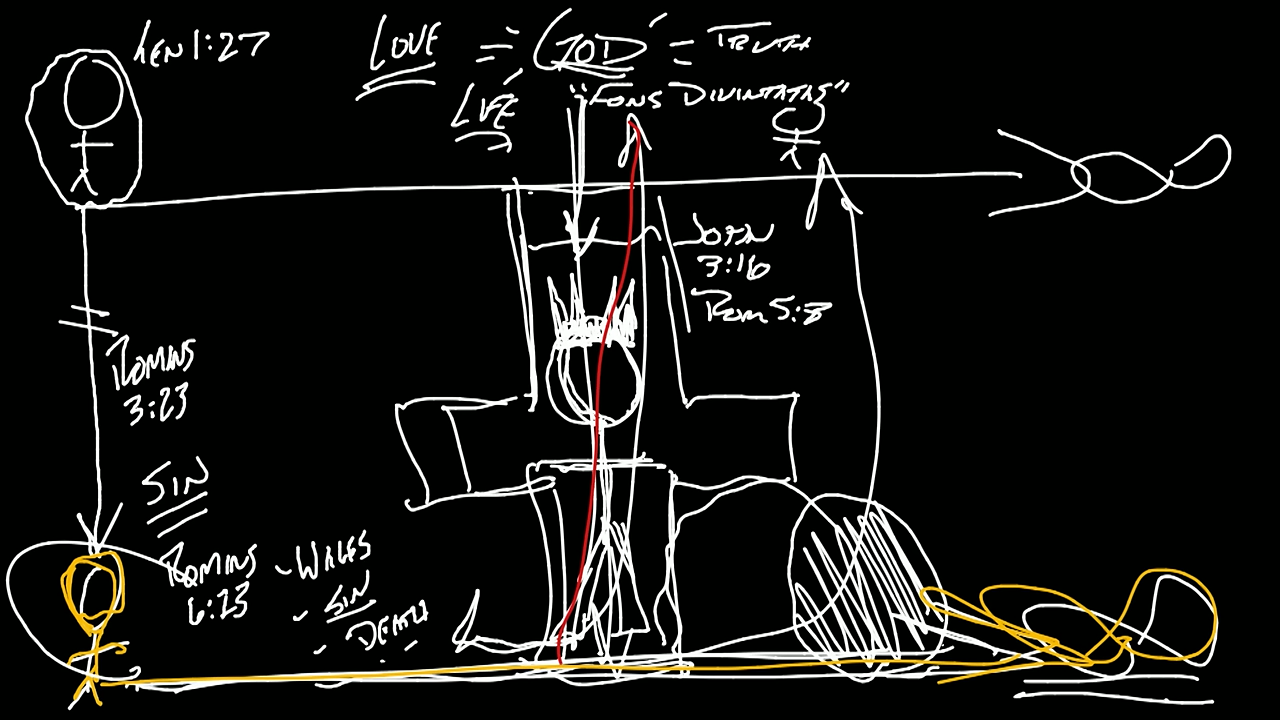 Gen 1:27
LOVE = GOD = TRUTH
LIFE
"FONS DIVINTATAS"
JOHN
3:16
Rom 5:8
ROMANS
3:23
SIN
ROMANS
6:23
- WAGES
- SIN
- DEATH